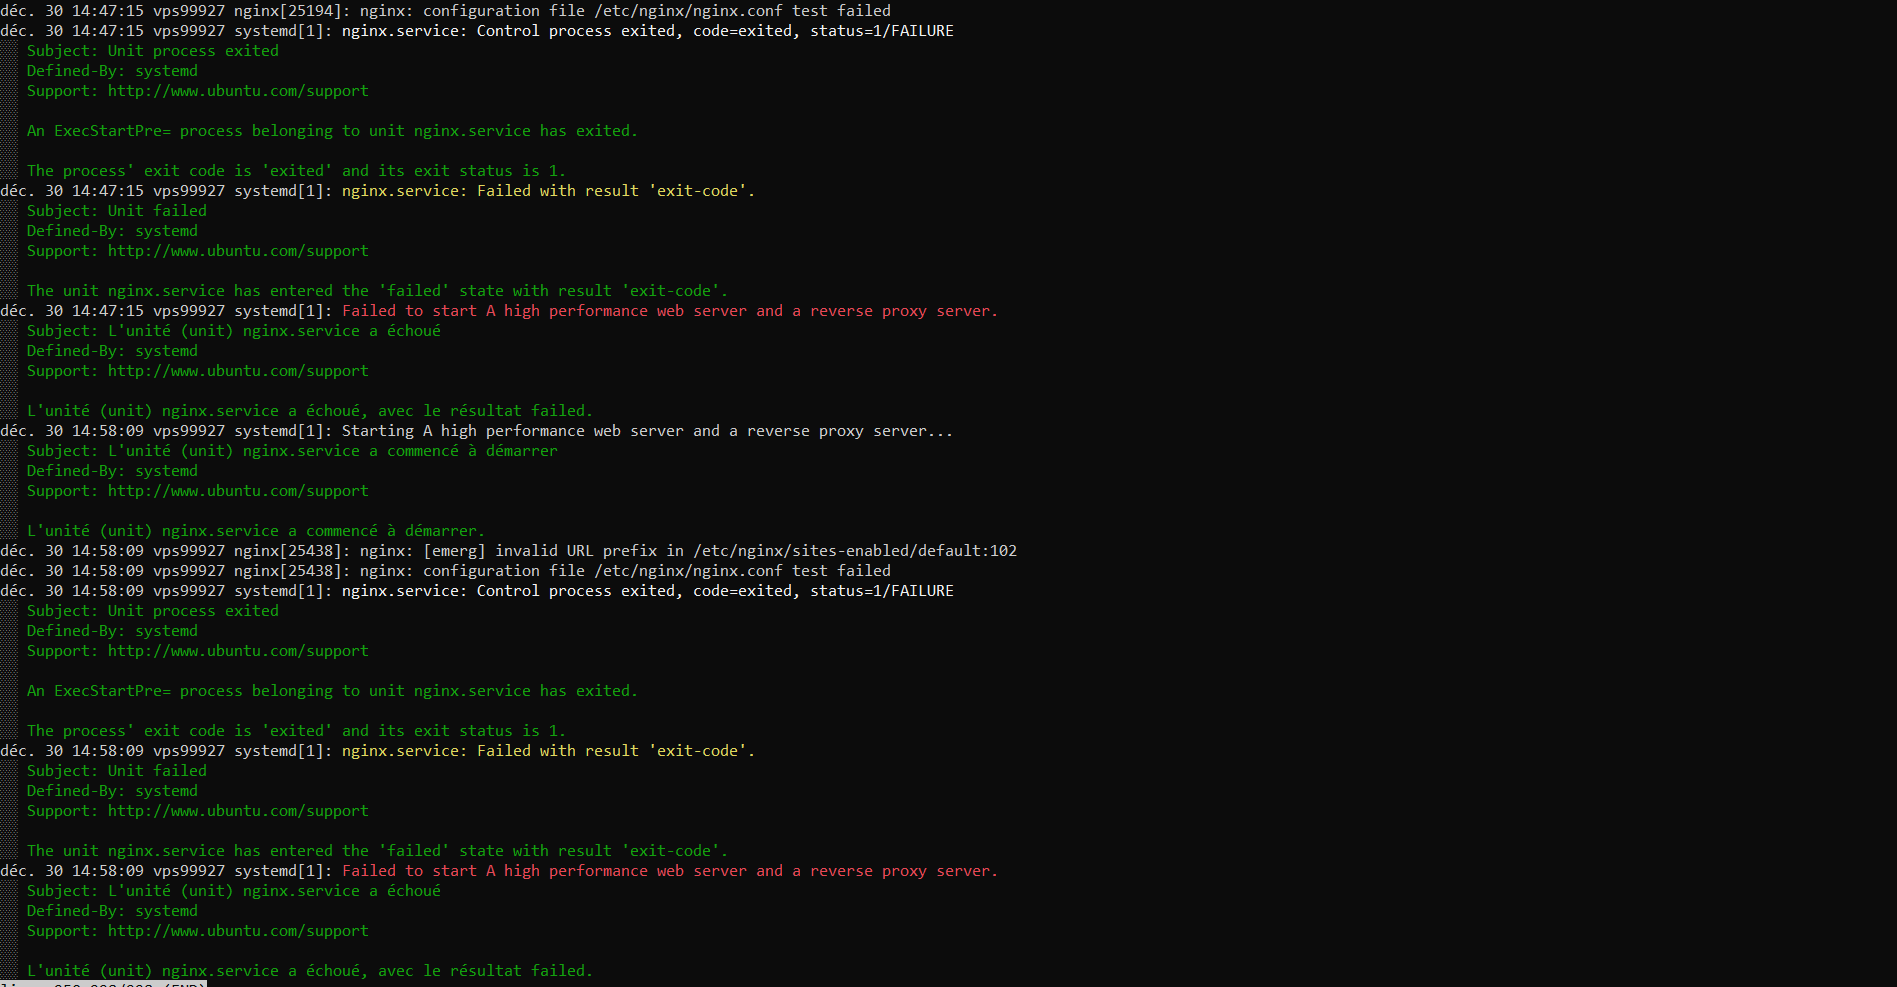 déc. 30 14:47:15 vps99927 nginx[25194]: nginx: configuration file /etc/nginx/nginx.conf test failed
déc. 30 14:47:15 vps99927 systemd[1]: nginx.service: Control process exited, code=exited, status=1/FAILURE
Subject: Unit process exited
Defined-By: systemd
Support: http://www.ubuntu.com/support
An ExecStartPre= process belonging to unit nginx.service has exited.
The process' exit code is 'exited' and its exit status is 1.
déc. 30 14:47:15 vps99927 systemd[1]: nginx.service: Failed with result 'exit-code'.
Subject: Unit failed
Defined-By: systemd
Support: http://www.ubuntu.com/support
The unit nginx.service has entered the 'failed' state with result 'exit-code'.
déc. 30 14:47:15 vps99927 systemd[1]: Failed to start A high performance web server and a reverse proxy server.
Subject: L'unité (unit) nginx.service a échoué
Defined-By: systemd
Support: http://www.ubuntu.com/support
L'unité (unit) nginx.service a échoué, avec le résultat failed.
déc. 30 14:58:09 vps99927 systemd[1]: Starting A high performance web server and a reverse proxy server...
Subject: L'unité (unit) nginx.service a commencé à démarrer
Defined-By: systemd
Support: http://www.ubuntu.com/support
L'unité (unit) nginx.service a commencé à démarrer.
déc. 30 14:58:09 vps99927 nginx[25438]: nginx: [emerg] invalid URL prefix in /etc/nginx/sites-enabled/default:102
déc. 30 14:58:09 vps99927 nginx[25438]: nginx: configuration file /etc/nginx/nginx.conf test failed
déc. 30 14:58:09 vps99927 systemd[1]: nginx.service: Control process exited, code=exited, status=1/FAILURE
Subject: Unit process exited
Defined-By: systemd
Support: http://www.ubuntu.com/support
An ExecStartPre= process belonging to unit nginx.service has exited.
The process' exit code is 'exited' and its exit status is 1.
déc. 30 14:58:09 vps99927 systemd[1]: nginx.service: Failed with result 'exit-code'.
Subject: Unit failed
Defined-By: systemd
Support: http://www.ubuntu.com/support
The unit nginx.service has entered the 'failed' state with result 'exit-code'.
déc. 30 14:58:09 vps99927 systemd[1]: Failed to start A high performance web server and a reverse proxy server.
Subject: L'unité (unit) nginx.service a échoué
Defined-By: systemd
Support: http://www.ubuntu.com/support
L'unité (unit) nginx.service a échoué, avec le résultat failed.